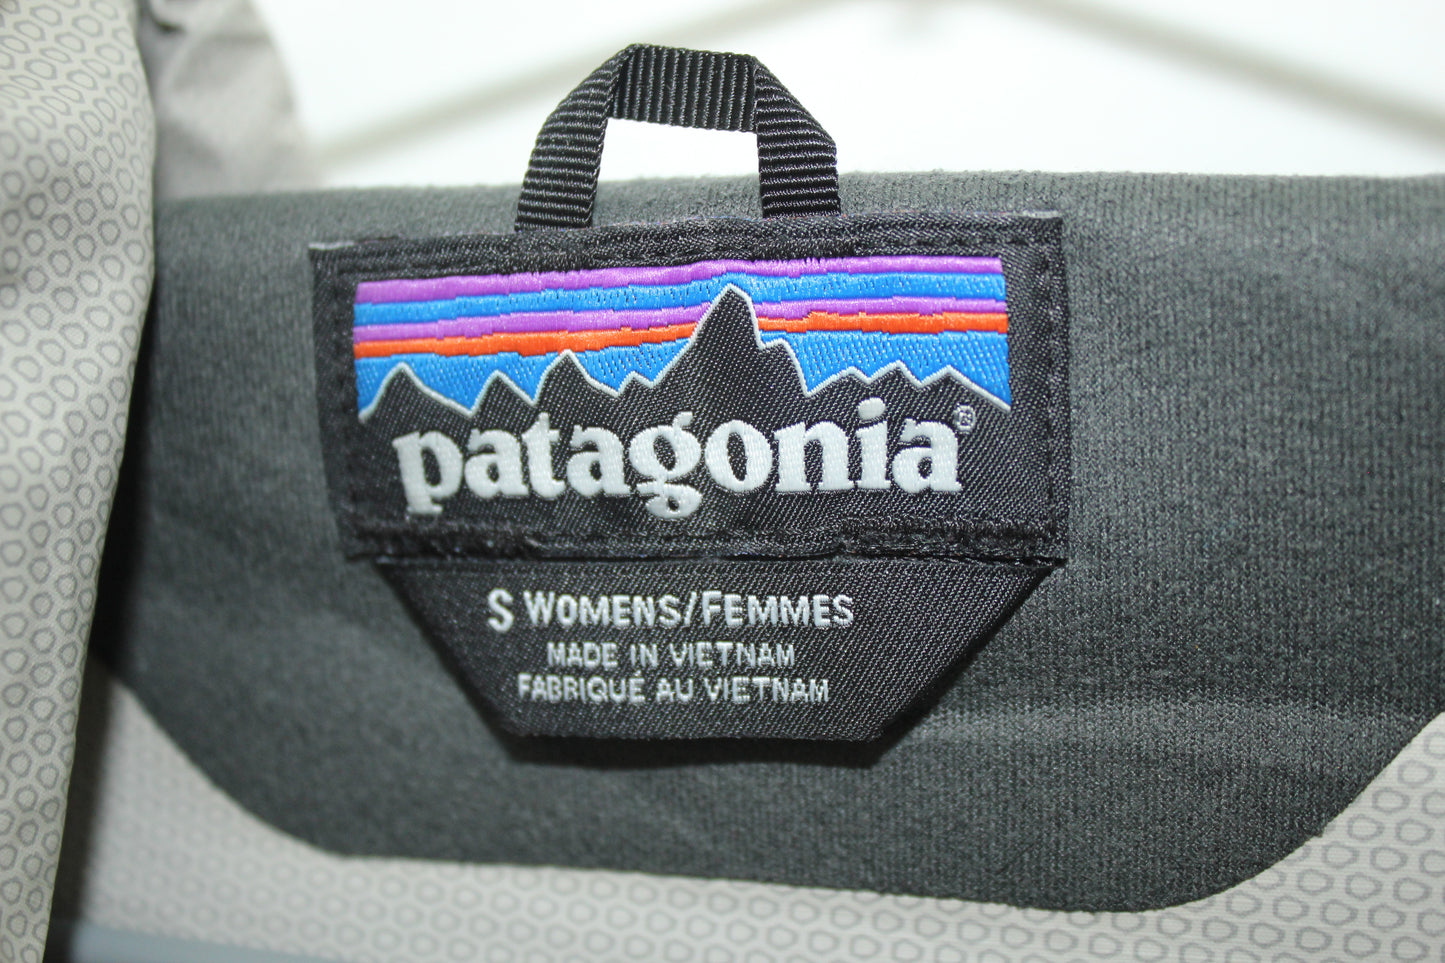 patagonia®
S WOMENS/FEMMES
MADE IN VIETNAM
FABRIQUÉ AU VIETNAM